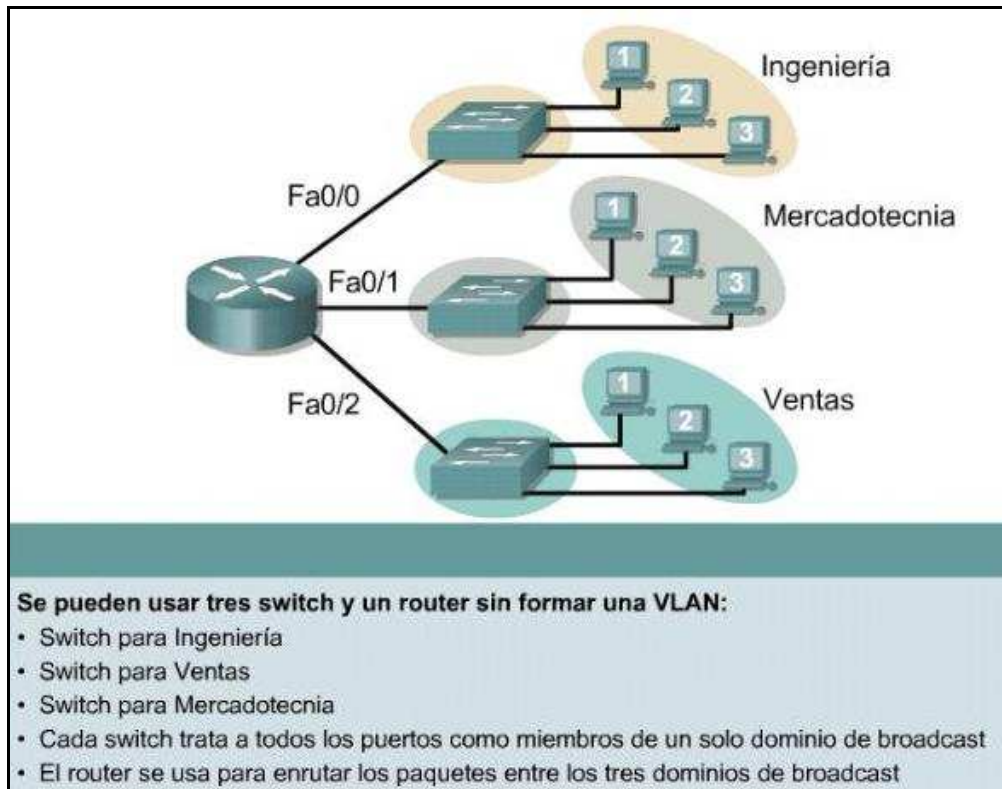 1
2
3
Ingeniería
Fa0/0
1
2
3
Mercadotecnia
Fa0/1
1
2
3
Ventas
Fa0/2
Se pueden usar tres switch y un router sin formar una VLAN:
• Switch para Ingeniería
• Switch para Ventas
• Switch para Mercadotecnia
• Cada switch trata a todos los puertos como miembros de un solo dominio de broadcast
• El router se usa para enrutar los paquetes entre los tres dominios de broadcast